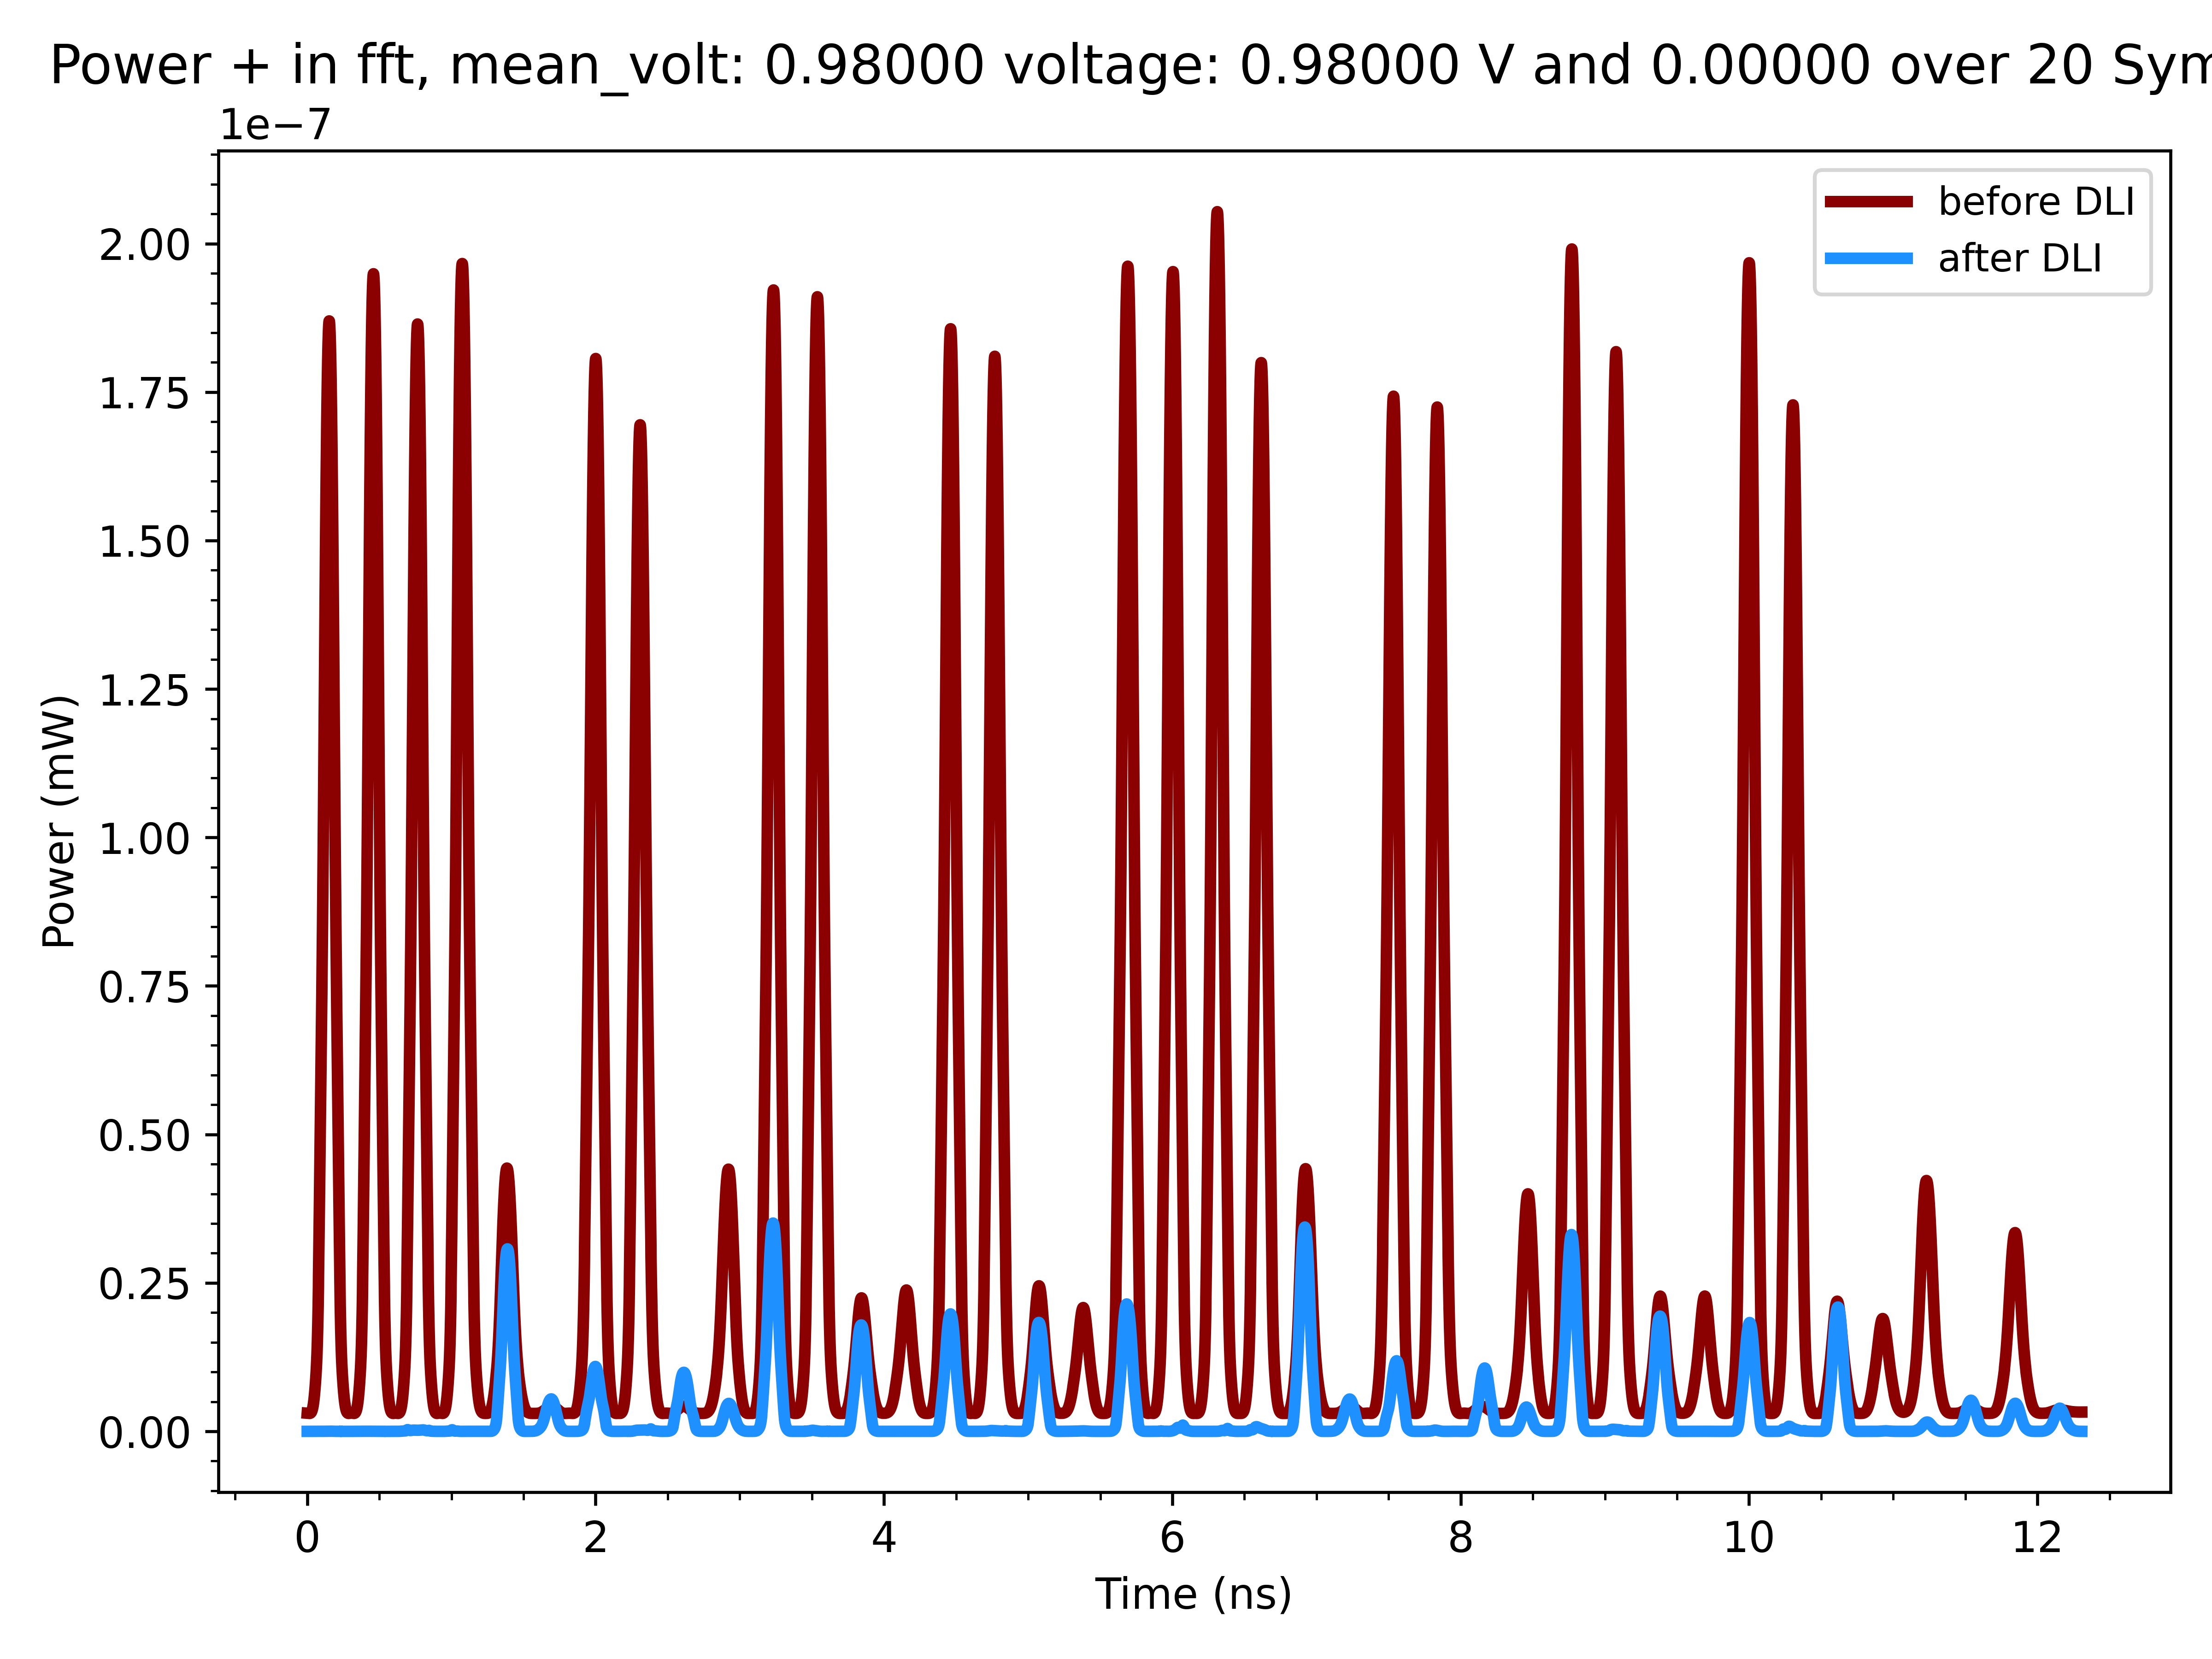 Power + in fft, mean_volt: 0.98000 voltage: 0.98000 V and 0.00000 over 20 Sym
1e−7
before DLI
after DLI
2.00
1.75
1.50
1.25
1.00
0.75
0.50
0.25
0.00
Power (mW)
0 2 4 6 8 10 12
Time (ns)